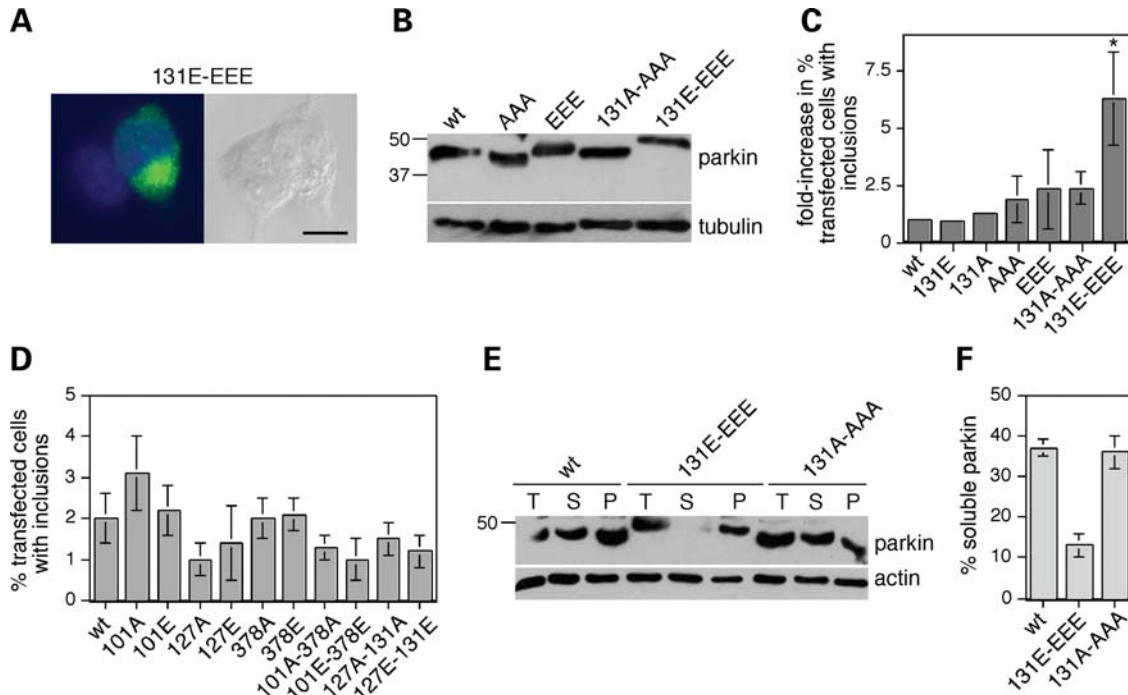 A
131E-EEE
B
wt AAA EEE 131A-AAA 131E-EEE
50
37
parkin
tubulin
C
fold-increase in %
transfected cells with
inclusions
7.5
5
2.5
0
*
wt 131E 131A AAA EEE 131A-AAA 131E-EEE
D
% transfected cells
with inclusions
5
4
3
2
1
0
wt 101A 101E 127A 127E 378A 378E 101A-378A 101E-378E 127A-131A 127E-131E
E
wt 131E-EEE 131A-AAA
T S P T S P T S P
50
parkin
actin
F
% soluble parkin
50
40
30
20
10
0
wt 131E-EEE 131A-AAA